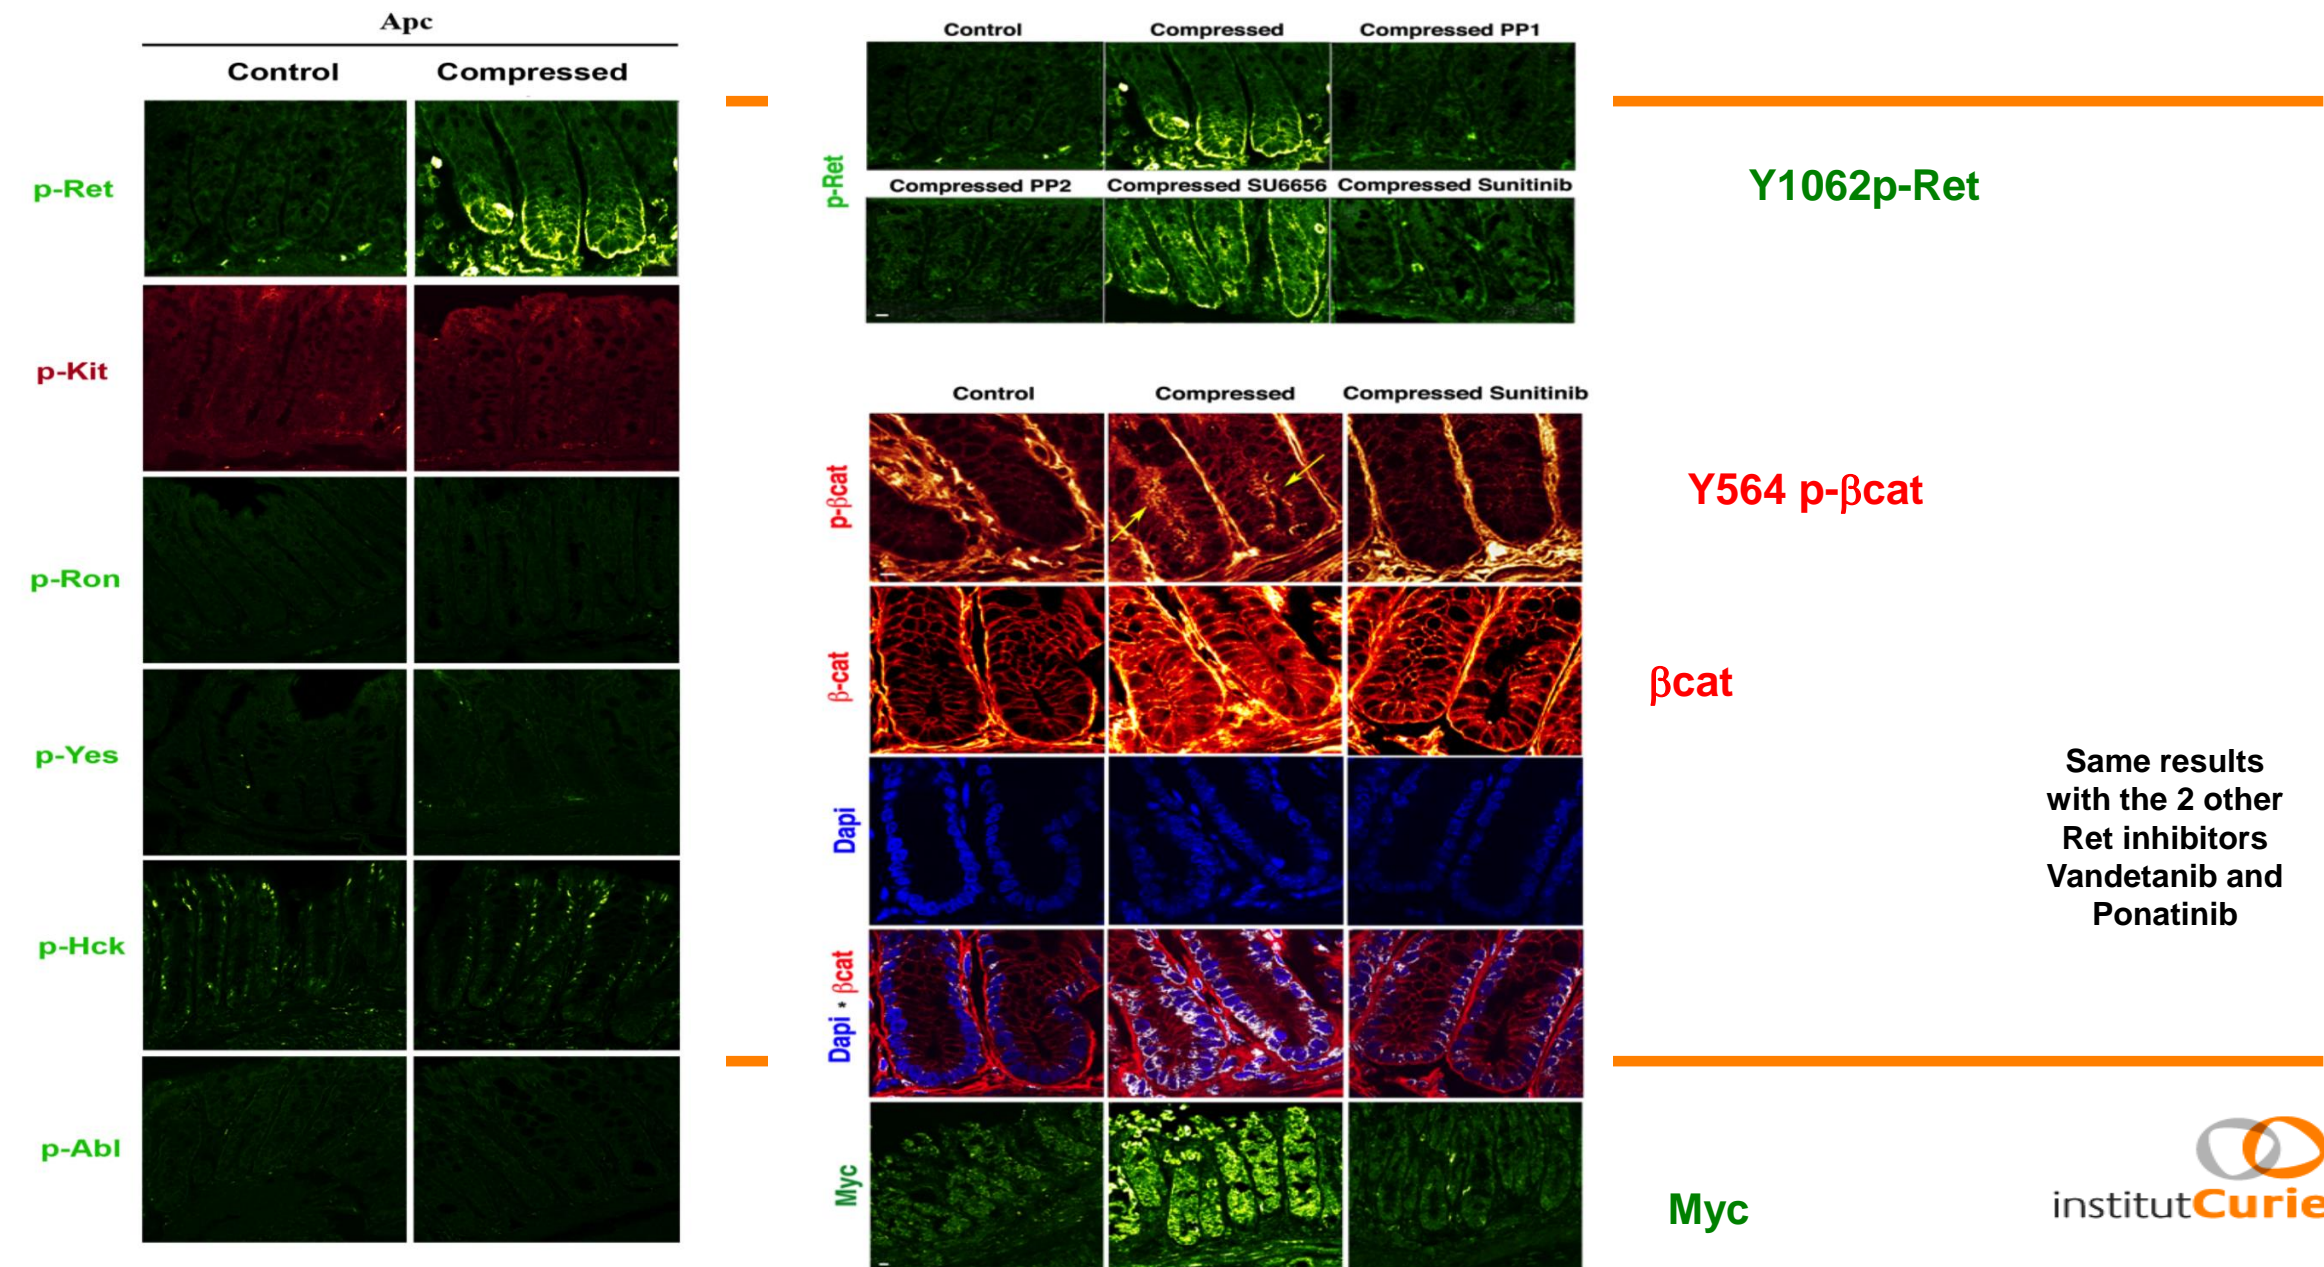 Apc
Control Compressed
p-Ret
p-Kit
p-Ron
p-Yes
p-Hck
p-Abl
Control Compressed Compressed PP1
p-Ret
Compressed PP2 Compressed SU6656 Compressed Sunitinib
Y1062p-Ret
Control Compressed Compressed Sunitinib
p-βcat
Y564 p-βcat
β-cat
βcat
Dapi
Same results
with the 2 other
Ret inhibitors
Vandetanib and
Ponatinib
Dapi * βcat
Myc
Myc
institutCurie